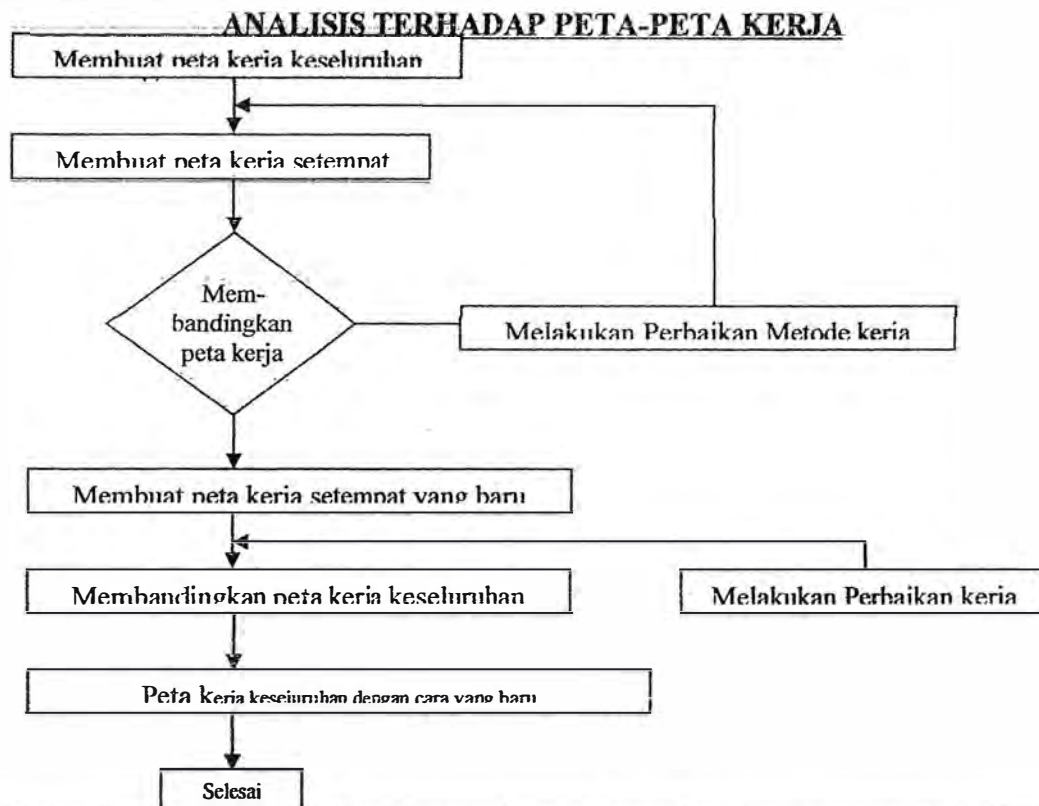 ANALISIS TERHADAP PETA-PETA KERJA
Membuat peta kerja keseluruhan
Membuat peta kerja setempat
Mem-
bandingkan
peta kerja
Melakukan Perbaikan Metode kerja
Membuat peta kerja setempat yang baru
Membandingkan peta kerja keseluruhan
Melakukan Perbaikan kerja
Peta kerja keseluruhan dengan cara yang baru
Selesai